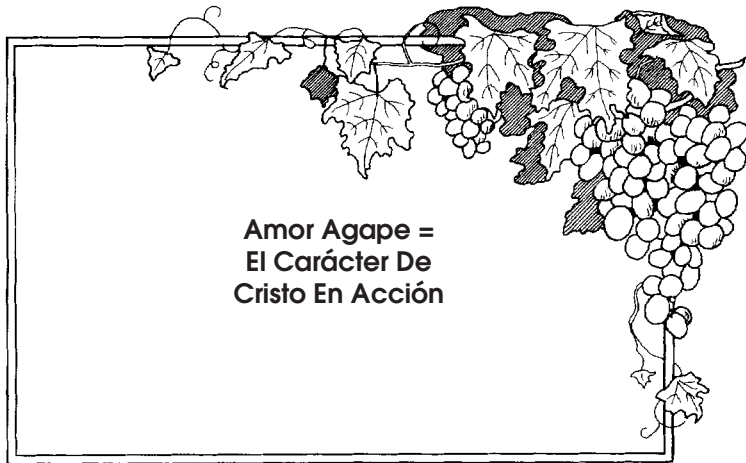 Amor Agape =
El Carácter De
Cristo En Acción